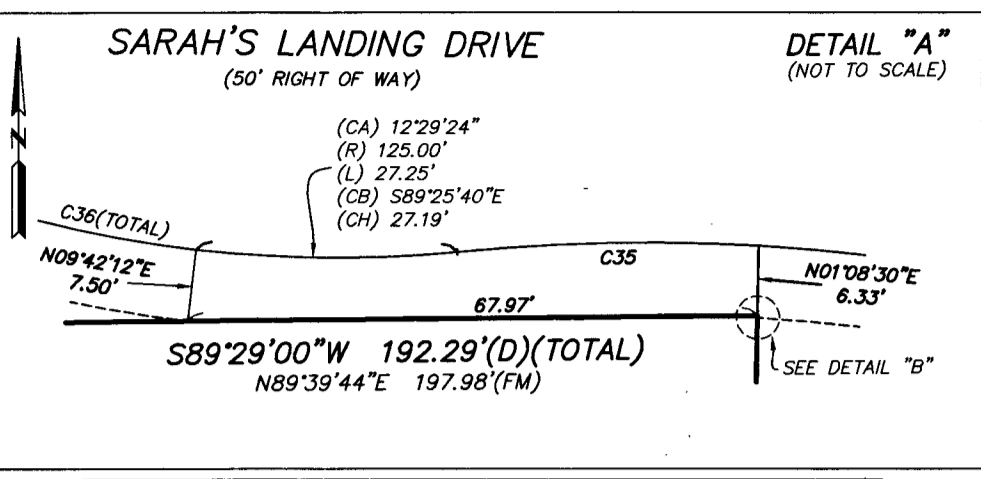 SARAH'S LANDING DRIVE
(50' RIGHT OF WAY)
DETAIL "A"
(NOT TO SCALE)
N
(CA) 12°29'24"
(R) 125.00'
(L) 27.25'
(CB) S89°25'40"E
(CH) 27.19'
C36(TOTAL)
N09°42'12"E
7.50'
C35
N01°08'30"E
6.33'
67.97'
S89°29'00"W 192.29'(D)(TOTAL)
N89°39'44"E 197.98'(FM)
SEE DETAIL "B"